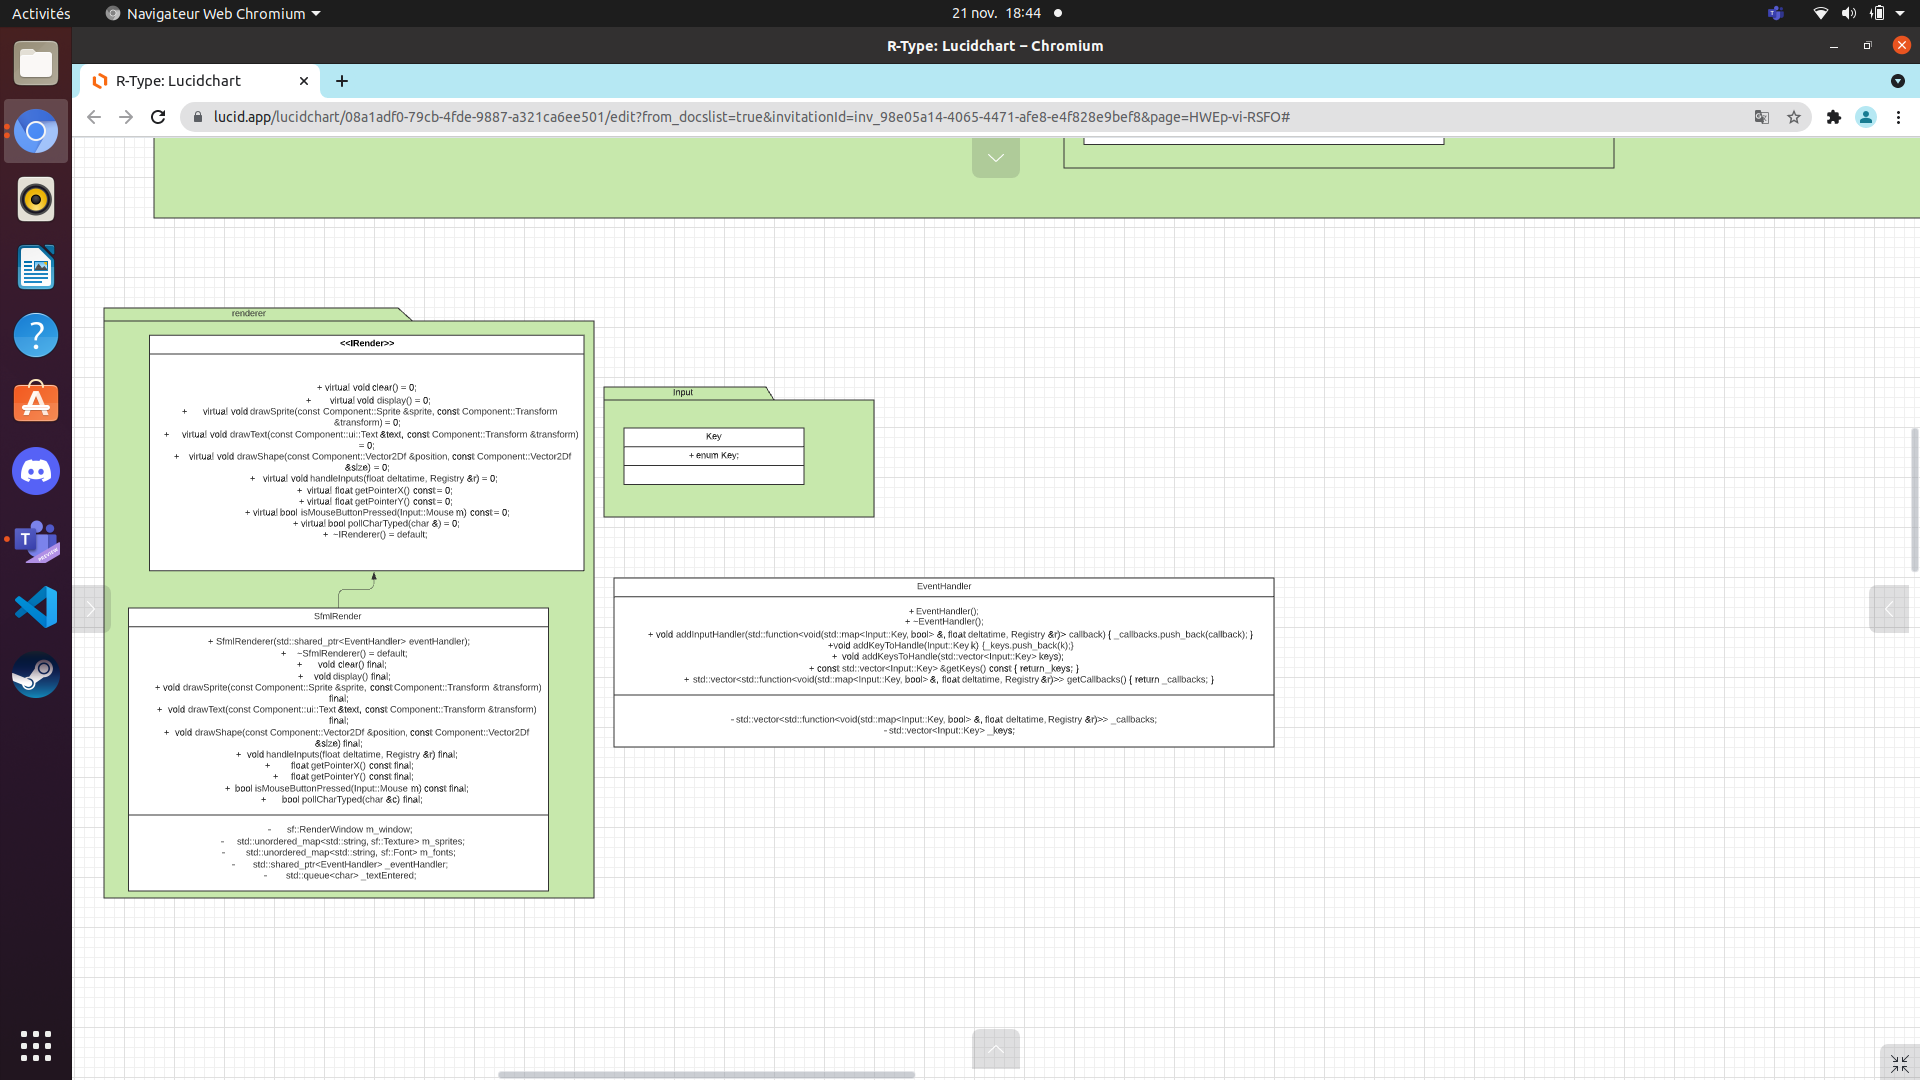 Activités
Navigateur Web Chromium
21 nov. 18:44
R-Type: Lucidchart – Chromium
R-Type: Lucidchart
lucid.app/lucidchart/08a1adf0-79cb-4fde-9887-a321ca6ee501/edit?from_docslist=true&invitationId=inv_98e05a14-4065-4471-afe8-e4f828e9bef8&page=HWEp-vi-RSFO#
renderer
<<IRender>>
+ virtual void clear() = 0;
+ virtual void display() = 0;
+ virtual void drawSprite(const Component::Sprite &sprite, const Component::Transform
&transform) = 0;
+ virtual void drawText(const Component::ui::Text &text, const Component::Transform &transform)
= 0;
+ virtual void drawShape(const Component::Vector2Df &position, const Component::Vector2Df
&size) = 0;
+ virtual void handleInputs(float deltatime, Registry &r) = 0;
+ virtual float getPointerX() const = 0;
+ virtual float getPointerY() const = 0;
+ virtual bool isMouseButtonPressed(Input::Mouse m) const = 0;
+ virtual bool pollCharTyped(char &) = 0;
+ ~IRenderer() = default;
SfmlRender
+ SfmlRenderer(std::shared_ptr<EventHandler> eventHandler);
+ ~SfmlRenderer() = default;
+ void clear() final;
+ void display() final;
+ void drawSprite(const Component::Sprite &sprite, const Component::Transform &transform)
final;
+ void drawText(const Component::ui::Text &text, const Component::Transform &transform)
final;
+ void drawShape(const Component::Vector2Df &position, const Component::Vector2Df
&size) final;
+ void handleInputs(float deltatime, Registry &r) final;
+ float getPointerX() const final;
+ float getPointerY() const final;
+ bool isMouseButtonPressed(Input::Mouse m) const final;
+ bool pollCharTyped(char &c) final;
- sf::RenderWindow m_window;
- std::unordered_map<std::string, sf::Texture> m_sprites;
- std::unordered_map<std::string, sf::Font> m_fonts;
- std::shared_ptr<EventHandler> _eventHandler;
- std::queue<char> _textEntered;
Input
Key
+ enum Key;
EventHandler
+ EventHandler();
+ ~EventHandler();
+ void addInputHandler(std::function<void(std::map<Input::Key, bool> &, float deltatime, Registry &r)> callback) { _callbacks.push_back(callback); }
+void addKeyToHandle(Input::Key k) {_keys.push_back(k);}
+ void addKeysToHandle(std::vector<Input::Key> keys);
+ const std::vector<Input::Key> &getKeys() const { return _keys; }
+ std::vector<std::function<void(std::map<Input::Key, bool> &, float deltatime, Registry &r)>> getCallbacks() { return _callbacks; }
- std::vector<std::function<void(std::map<Input::Key, bool> &, float deltatime, Registry &r)>> _callbacks;
- std::vector<Input::Key> _keys;
T
PREVIEW